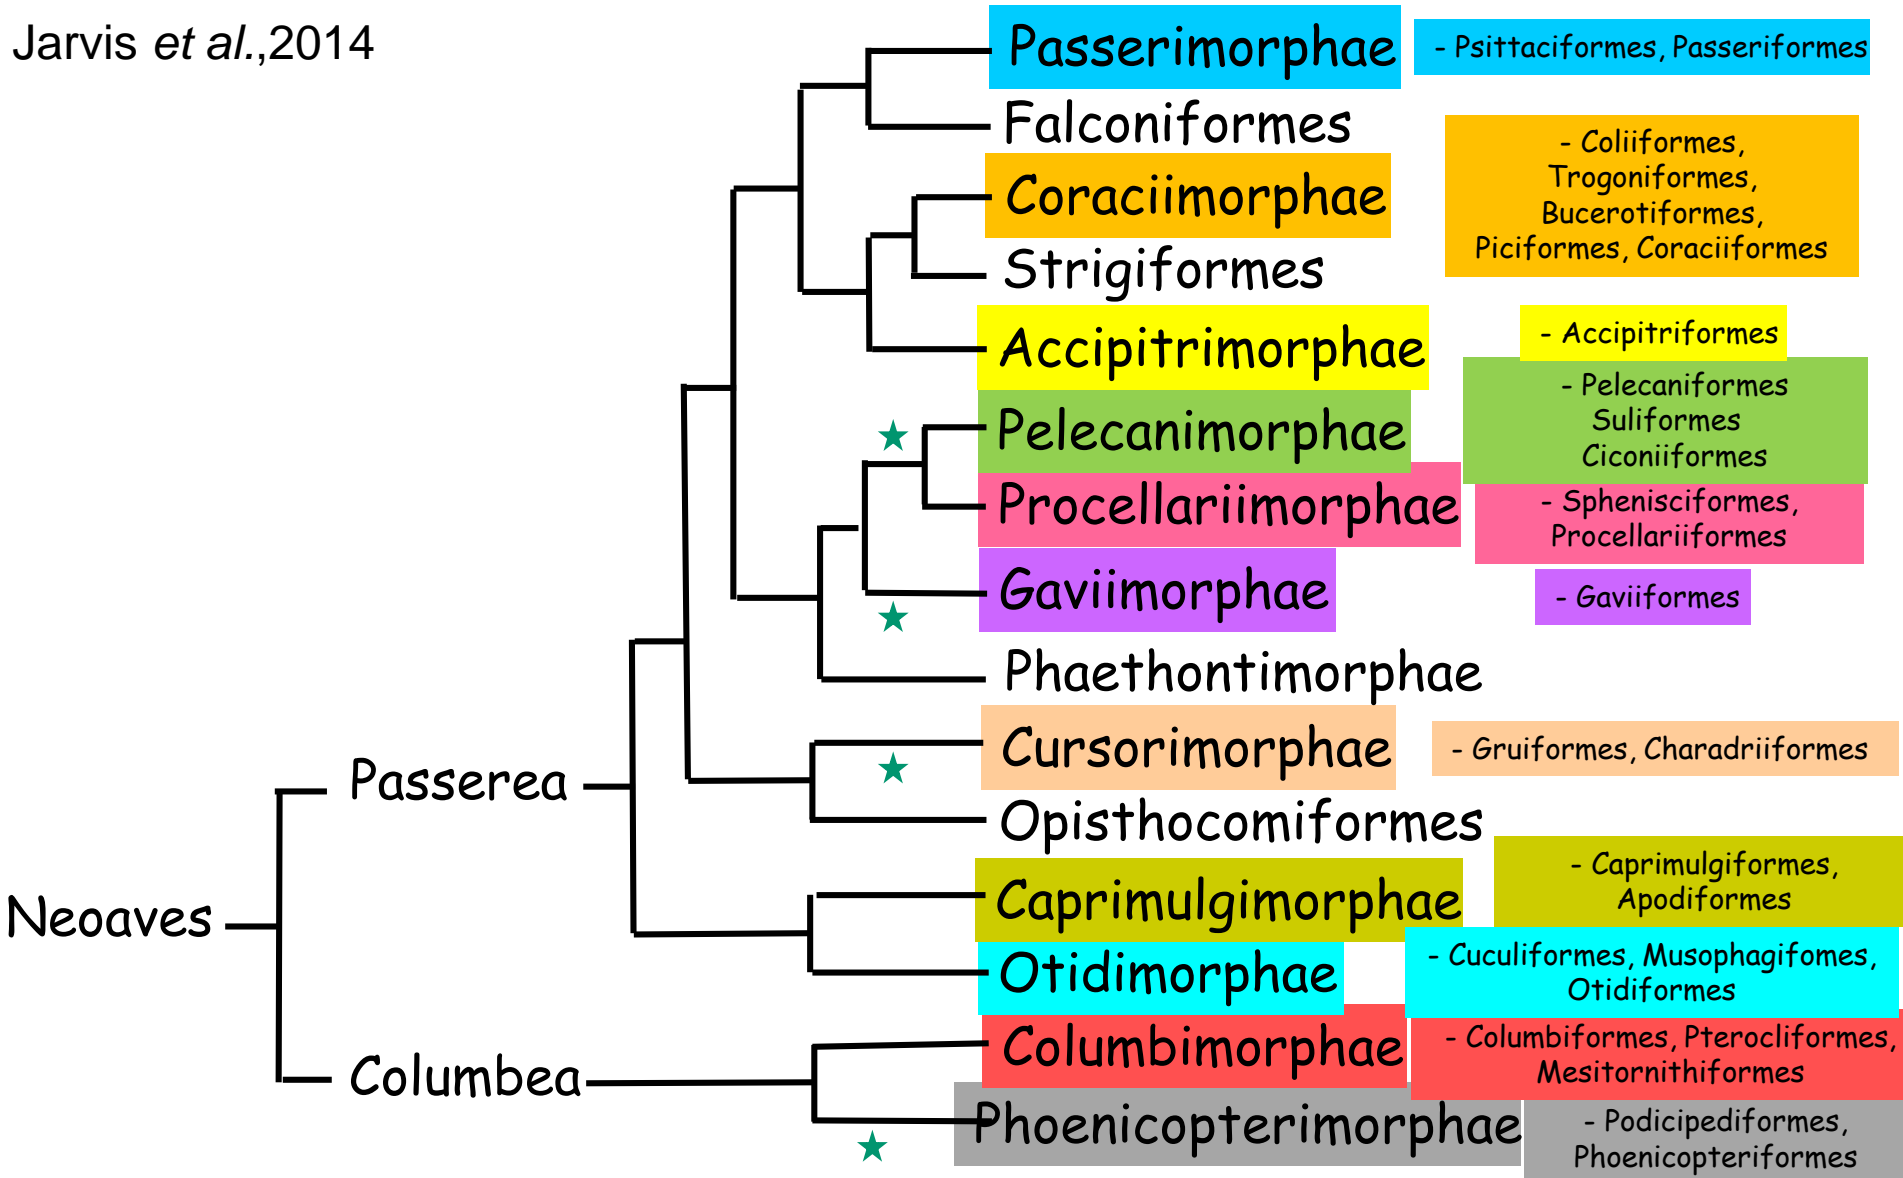 Jarvis et al.,2014
Passerimorphae
- Psittaciformes, Passeriformes
Falconiformes
Coraciimorphae
- Coliiformes,
Trogoniformes,
Bucerotiformes,
Piciformes, Coraciiformes
Strigiformes
Accipitrimorphae
- Accipitriformes
Pelecanimorphae
- Pelecaniformes
Suliformes
Ciconiiformes
Procellariimorphae
- Sphenisciformes,
Procellariiformes
Gaviimorphae
- Gaviiformes
Phaethontimorphae
Cursorimorphae
- Gruiformes, Charadriiformes
Passerea
Opisthocomiformes
Caprimulgimorphae
- Caprimulgiformes,
Apodiformes
Neoaves
Otidimorphae
- Cuculiformes, Musophagifomes,
Otidiformes
Columbimorphae
- Columbiformes, Pterocliformes,
Mesitornithiformes
Columbea
Phoenicopterimorphae
- Podicipediformes,
Phoenicopteriformes